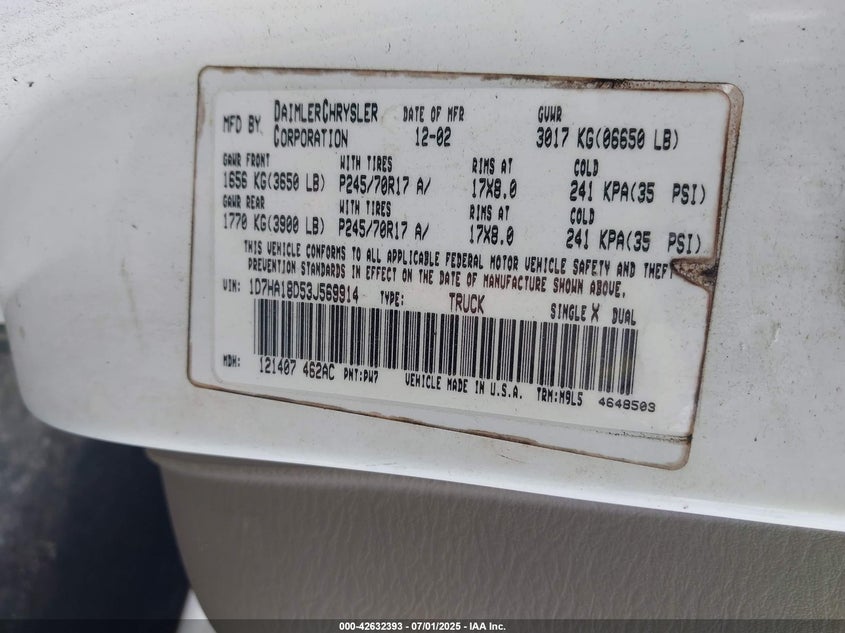 MFD BY DAIMLERCHRYSLER CORPORATION DATE OF MFR 12-02 GVWR 3017 KG(06650 LB)
GAWR FRONT WITH TIRES RIMS AT COLD
1656 KG(3650 LB) P245/70R17 A/ 17X8.0 241 KPA(35 PSI)
GAWR REAR WITH TIRES RIMS AT COLD
1770 KG(3900 LB) P245/70R17 A/ 17X8.0 241 KPA(35 PSI)
THIS VEHICLE CONFORMS TO ALL APPLICABLE FEDERAL MOTOR VEHICLE SAFETY AND THEFT
PREVENTION STANDARDS IN EFFECT ON THE DATE OF MANUFACTURE SHOWN ABOVE.
VIN: 1D7HA18D53J569914 TYPE: TRUCK SINGLE X DUAL
MDH: 121407 462AC PNT:PW7 VEHICLE MADE IN U.S.A. TRM:M9L5 4648503
000-42632393 - 07/01/2025 - IAA Inc.